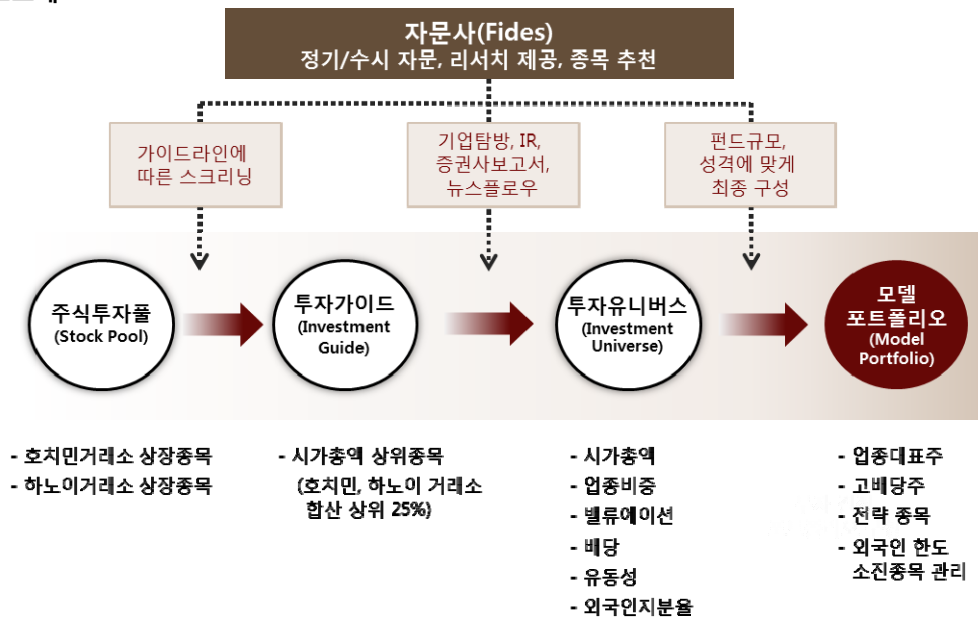 자문사(Fides)
정기/수시 자문, 리서치 제공, 종목 추천
가이드라인에
따른 스크리닝
기업탐방, IR,
증권사보고서,
뉴스플로우
펀드규모,
성격에 맞게
최종 구성
주식투자풀
(Stock Pool)
투자가이드
(Investment
Guide)
투자유니버스
(Investment
Universe)
모델
포트폴리오
(Model
Portfolio)
- 호치민거래소 상장종목
- 하노이거래소 상장종목
- 시가총액 상위종목
(호치민, 하노이 거래소
합산 상위 25%)
- 시가총액
- 업종비중
- 밸류에이션
- 배당
- 유동성
- 외국인지분율
- 업종대표주
- 고배당주
- 전략 종목
- 외국인 한도
소진종목 관리